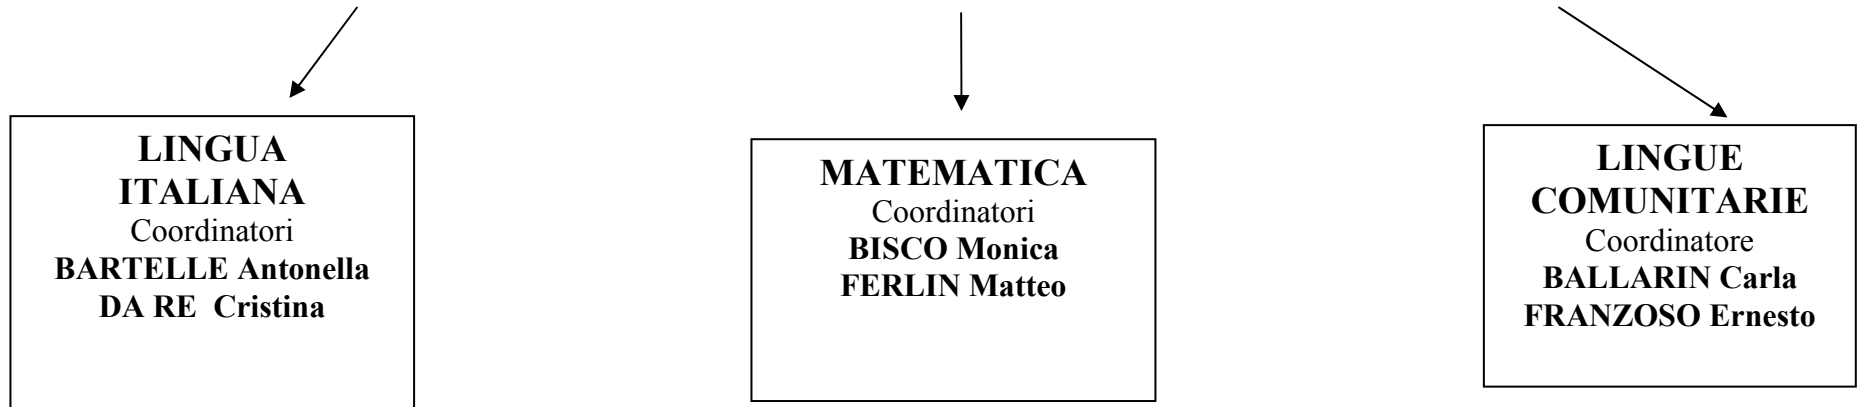 LINGUA
ITALIANA
Coordinatori
BARTELLE Antonella
DA RE Cristina
MATEMATICA
Coordinatori
BISCO Monica
FERLIN Matteo
LINGUE
COMUNITARIE
Coordinatore
BALLARIN Carla
FRANZOSO Ernesto